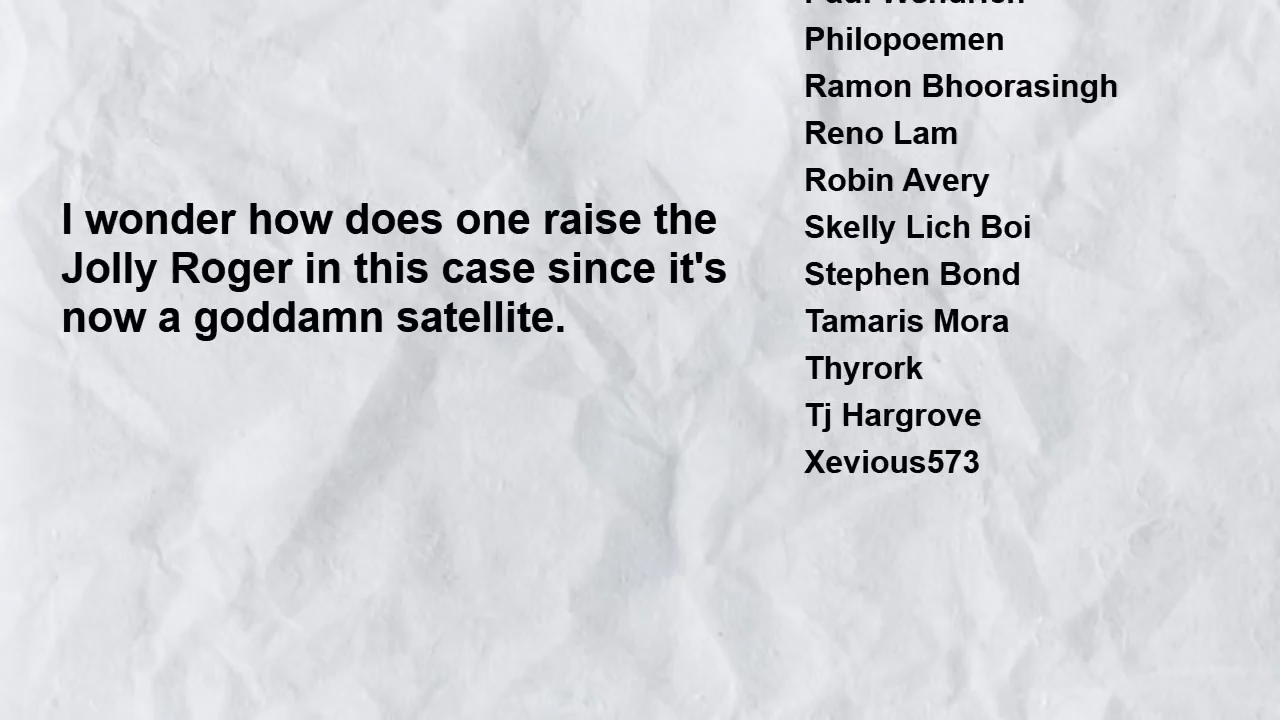 Philopoemen
Ramon Bhoorasingh
Reno Lam
Robin Avery
I wonder how does one raise the
Jolly Roger in this case since it's
now a goddamn satellite.
Skelly Lich Boi
Stephen Bond
Tamaris Mora
Thyrork
Tj Hargrove
Xevious573